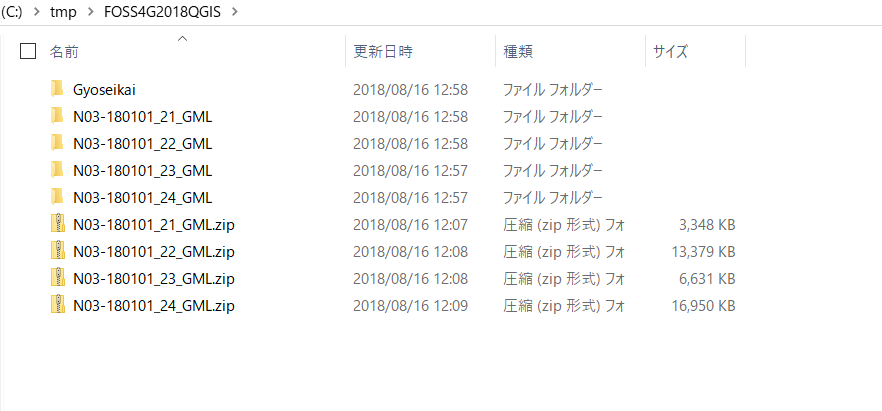 (C:) > tmp > FOSS4G2018QGIS
名前 更新日時 種類 サイズ
Gyoseikai 2018/08/16 12:58 ファイル フォルダー
N03-180101_21_GML 2018/08/16 12:58 ファイル フォルダー
N03-180101_22_GML 2018/08/16 12:58 ファイル フォルダー
N03-180101_23_GML 2018/08/16 12:57 ファイル フォルダー
N03-180101_24_GML 2018/08/16 12:57 ファイル フォルダー
N03-180101_21_GML.zip 2018/08/16 12:07 圧縮 (zip 形式) フォ 3,348 KB
N03-180101_22_GML.zip 2018/08/16 12:08 圧縮 (zip 形式) フォ 13,379 KB
N03-180101_23_GML.zip 2018/08/16 12:08 圧縮 (zip 形式) フォ 6,631 KB
N03-180101_24_GML.zip 2018/08/16 12:09 圧縮 (zip 形式) フォ 16,950 KB